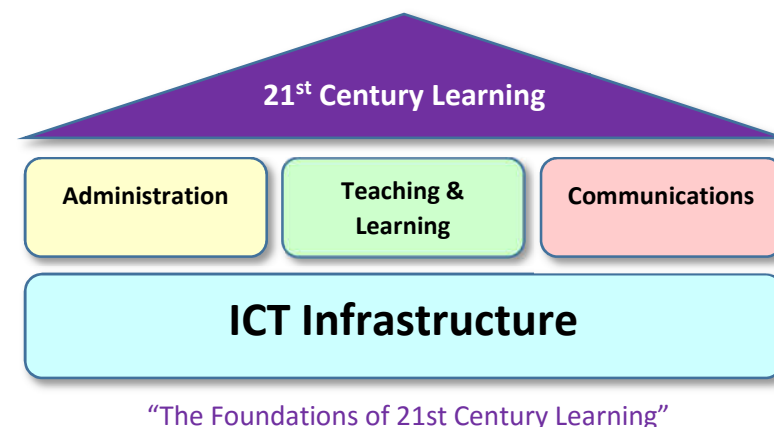 21st Century Learning
Administration
Teaching &
Learning
Communications
ICT Infrastructure
“The Foundations of 21st Century Learning”